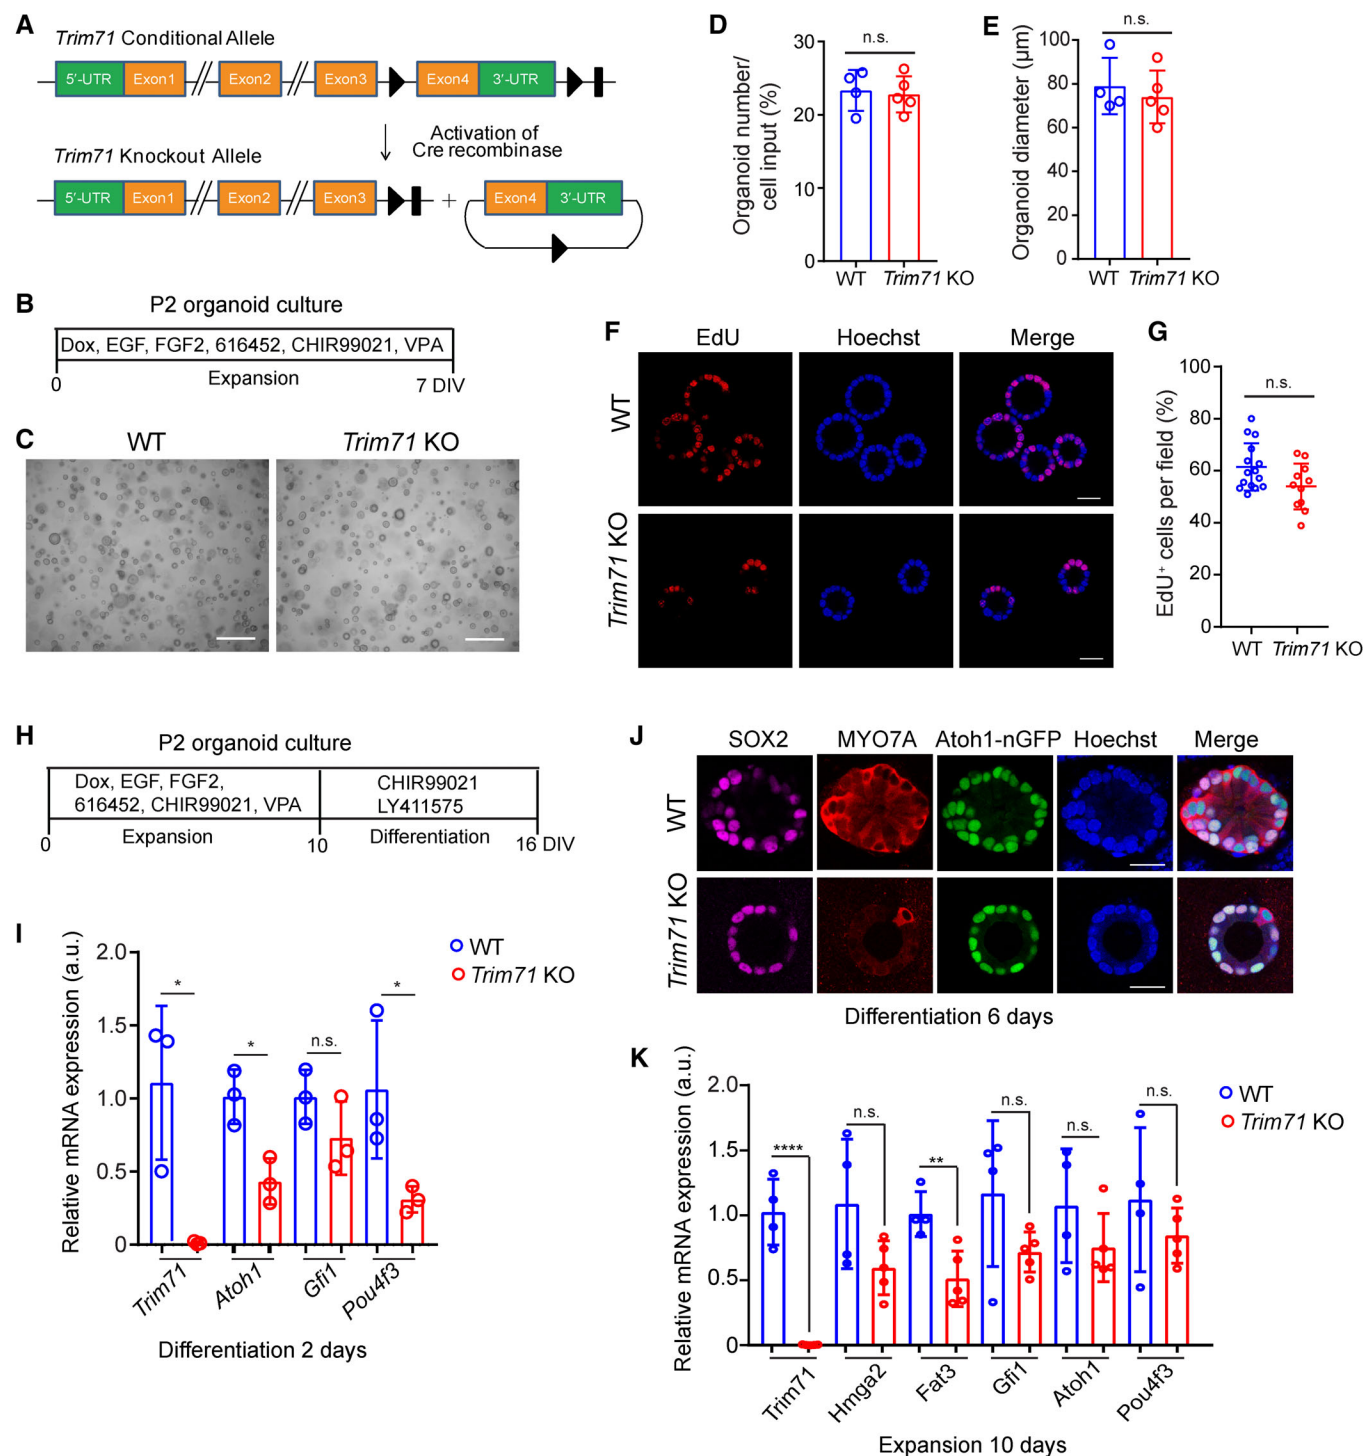 A
Trim71 Conditional Allele
5′-UTR Exon1 Exon2 Exon3 Exon4 3′-UTR
Activation of
Cre recombinase
Trim71 Knockout Allele
5′-UTR Exon1 Exon2 Exon3 + Exon4 3′-UTR
B
P2 organoid culture
Dox, EGF, FGF2, 616452, CHIR99021, VPA
0 Expansion 7 DIV
C
WT Trim71 KO
D
Organoid number/
cell input (%)
30
20
10
0
n.s.
WT Trim71 KO
E
Organoid diameter (µm)
100
80
60
40
20
0
n.s.
WT Trim71 KO
F
EdU Hoechst Merge
WT
Trim71 KO
G
EdU+ cells per field (%)
100
80
60
40
20
0
n.s.
WT Trim71 KO
H
P2 organoid culture
Dox, EGF, FGF2,
616452, CHIR99021, VPA
CHIR99021
LY411575
Expansion Differentiation
0 10 16 DIV
I
Relative mRNA expression (a.u.)
2.0
1.5
1.0
0.5
0
WT
Trim71 KO
* * n.s. *
Trim71 Atoh1 Gfi1 Pou4f3
Differentiation 2 days
J
SOX2 MYO7A Atoh1-nGFP Hoechst Merge
WT
Trim71 KO
Differentiation 6 days
K
Relative mRNA expression (a.u.)
2.0
1.5
1.0
0.5
0
WT
Trim71 KO
**** n.s. ** n.s. n.s. n.s.
Trim71 Hmga2 Fat3 Gfi1 Atoh1 Pou4f3
Expansion 10 days